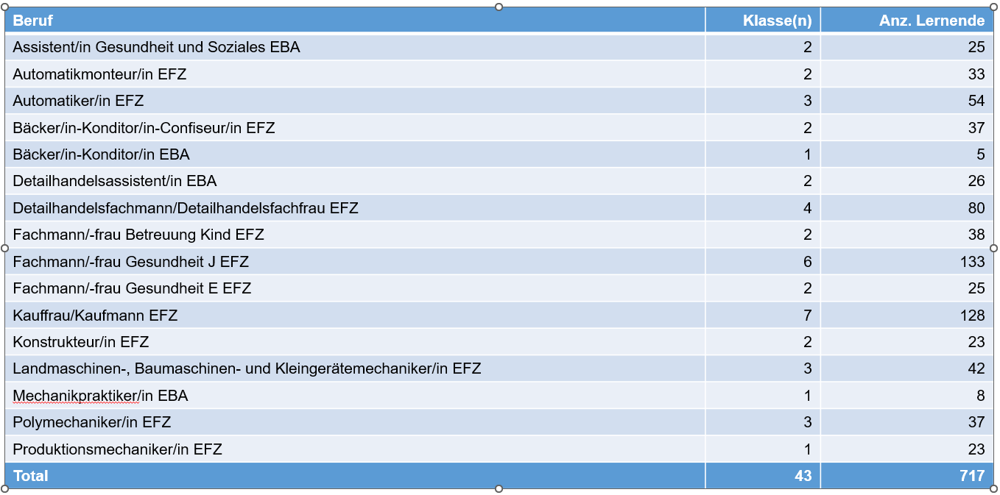 Beruf Klasse(n) Anz. Lernende
Assistent/in Gesundheit und Soziales EBA 2 25
Automatikmonteur/in EFZ 2 33
Automatiker/in EFZ 3 54
Bäcker/in-Konditor/in-Confiseur/in EFZ 2 37
Bäcker/in-Konditor/in EBA 1 5
Detailhandelsassistent/in EBA 2 26
Detailhandelsfachmann/Detailhandelsfachfrau EFZ 4 80
Fachmann/-frau Betreuung Kind EFZ 2 38
Fachmann/-frau Gesundheit J EFZ 6 133
Fachmann/-frau Gesundheit E EFZ 2 25
Kauffrau/Kaufmann EFZ 7 128
Konstrukteur/in EFZ 2 23
Landmaschinen-, Baumaschinen- und Kleingerätemechaniker/in EFZ 3 42
Mechanikpraktiker/in EBA 1 8
Polymechaniker/in EFZ 3 37
Produktionsmechaniker/in EFZ 1 23
Total 43 717